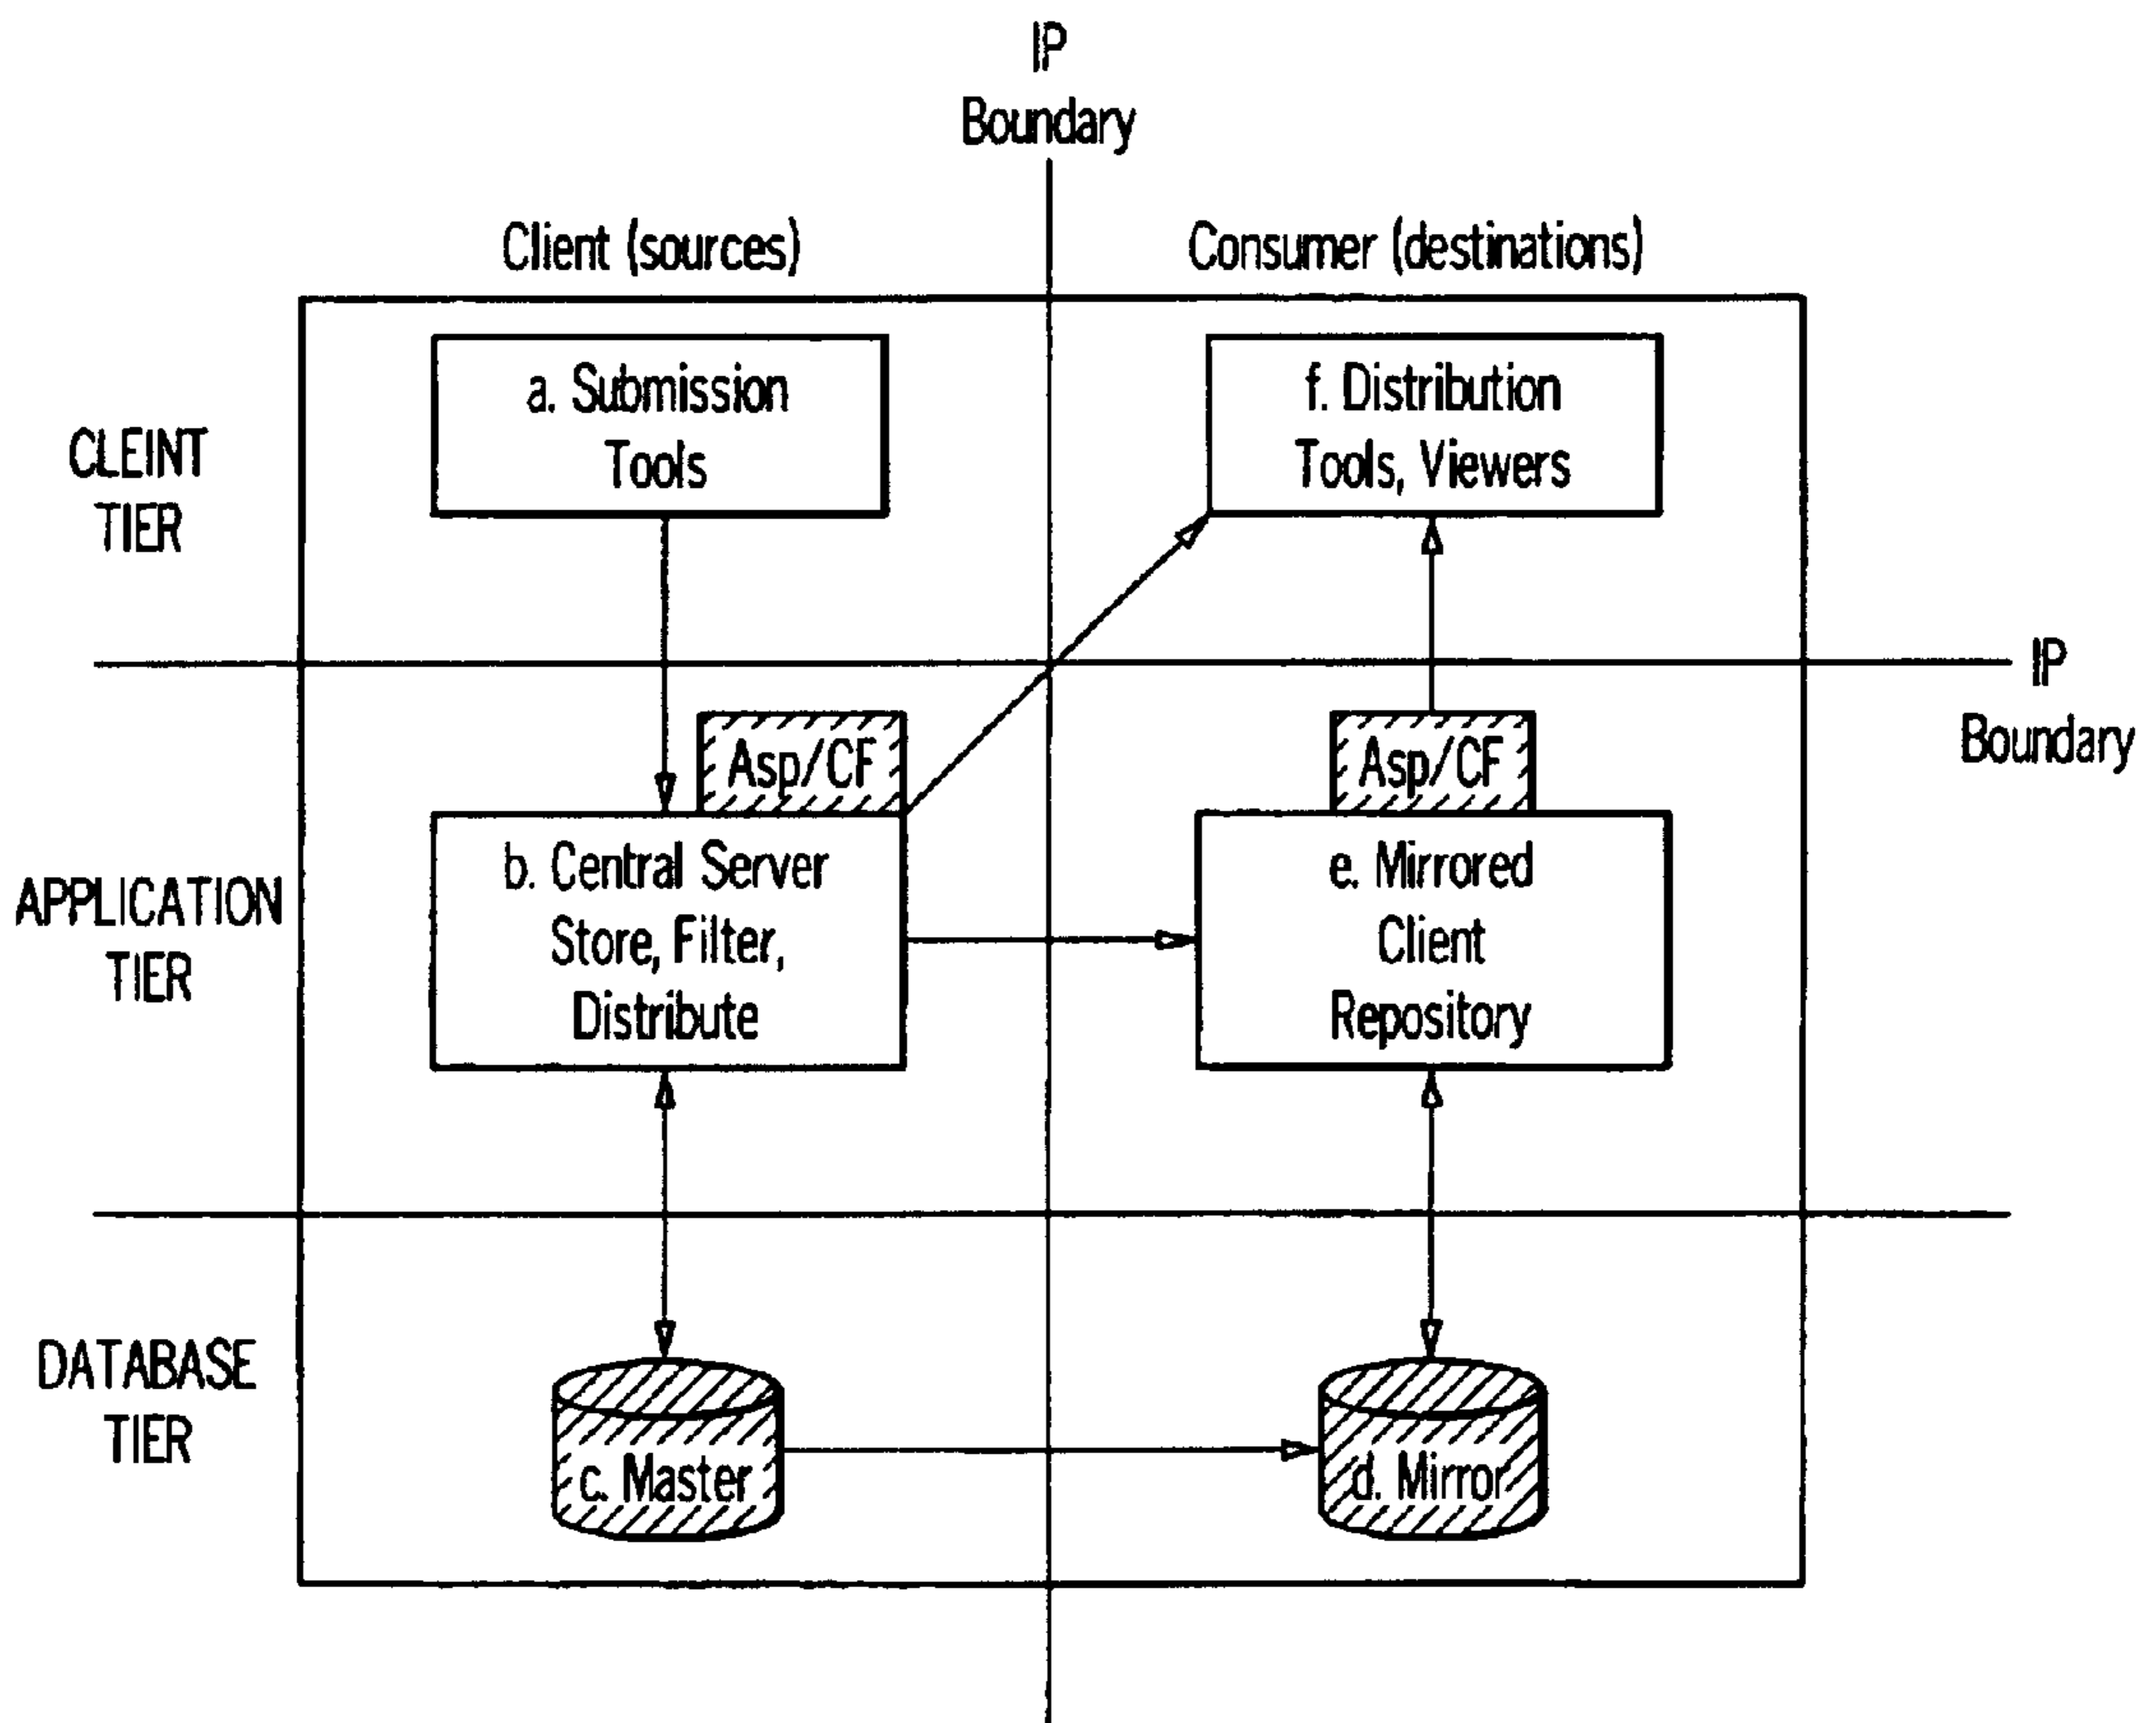 IP
Boundary
Client (sources)
Consumer (destinations)
CLEINT
TIER
a. Submission
Tools
f. Distribution
Tools, Viewers
IP
Boundary
APPLICATION
TIER
Asp/CF
b. Central Server
Store, Filter,
Distribute
Asp/CF
e. Mirrored
Client
Repository
DATABASE
TIER
c. Master
d. Mirror